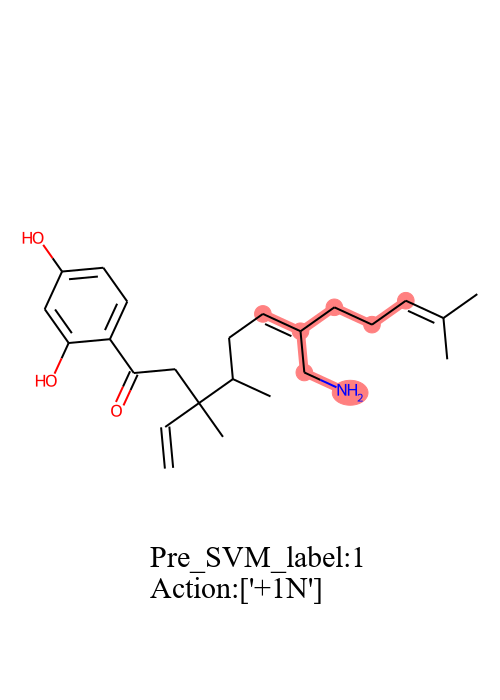 HO
HO
O
NH2
Pre_SVM_label:1
Action:['+1N']